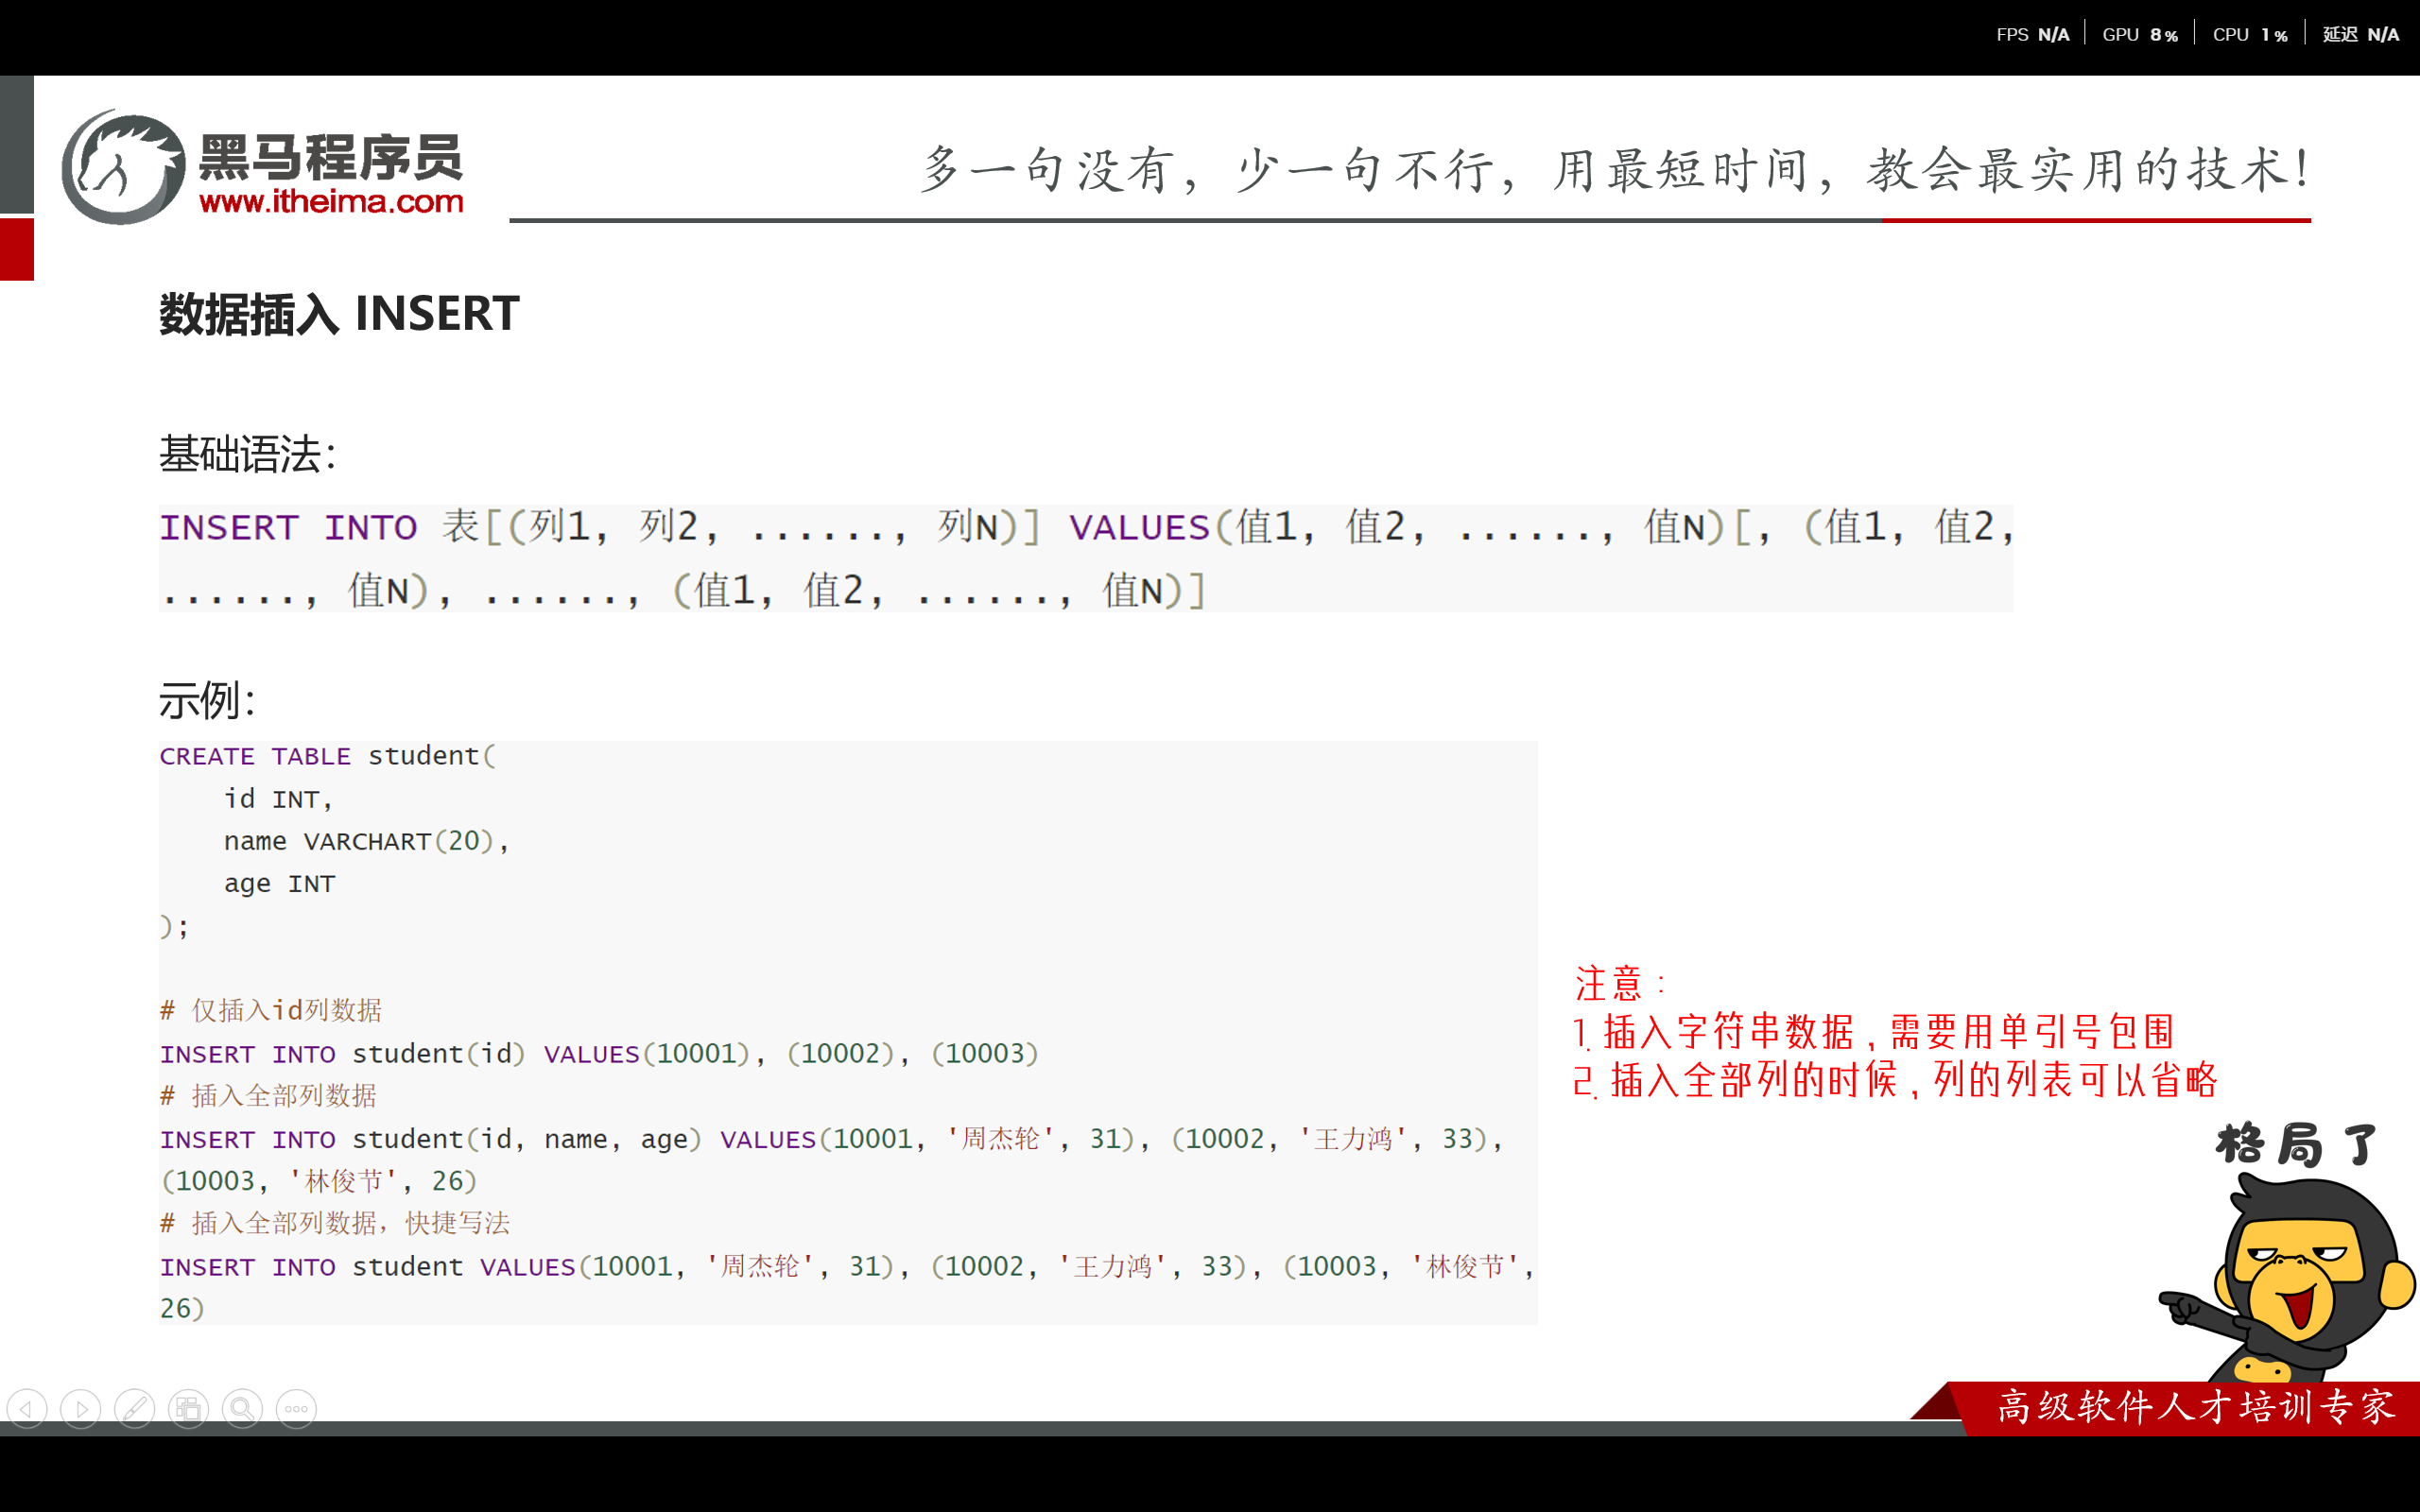 FPS N/A GPU 8% CPU 1% 延迟 N/A
黑马程序员
www.itheima.com
多一句没有，少一句不行，用最短时间，教会最实用的技术！
数据插入 INSERT
基础语法：
INSERT INTO 表[(列1, 列2, ......, 列N)] VALUES(值1, 值2, ......, 值N)[, (值1, 值2,
......, 值N), ......, (值1, 值2, ......, 值N)]
示例：
CREATE TABLE student(
    id INT,
    name VARCHART(20),
    age INT
);
# 仅插入id列数据
INSERT INTO student(id) VALUES(10001), (10002), (10003)
# 插入全部列数据
INSERT INTO student(id, name, age) VALUES(10001, '周杰轮', 31), (10002, '王力鸿', 33),
(10003, '林俊节', 26)
# 插入全部列数据，快捷写法
INSERT INTO student VALUES(10001, '周杰轮', 31), (10002, '王力鸿', 33), (10003, '林俊节',
26)
注意：
1. 插入字符串数据，需要用单引号包围
2. 插入全部列的时候，列的列表可以省略
格局了
高级软件人才培训专家